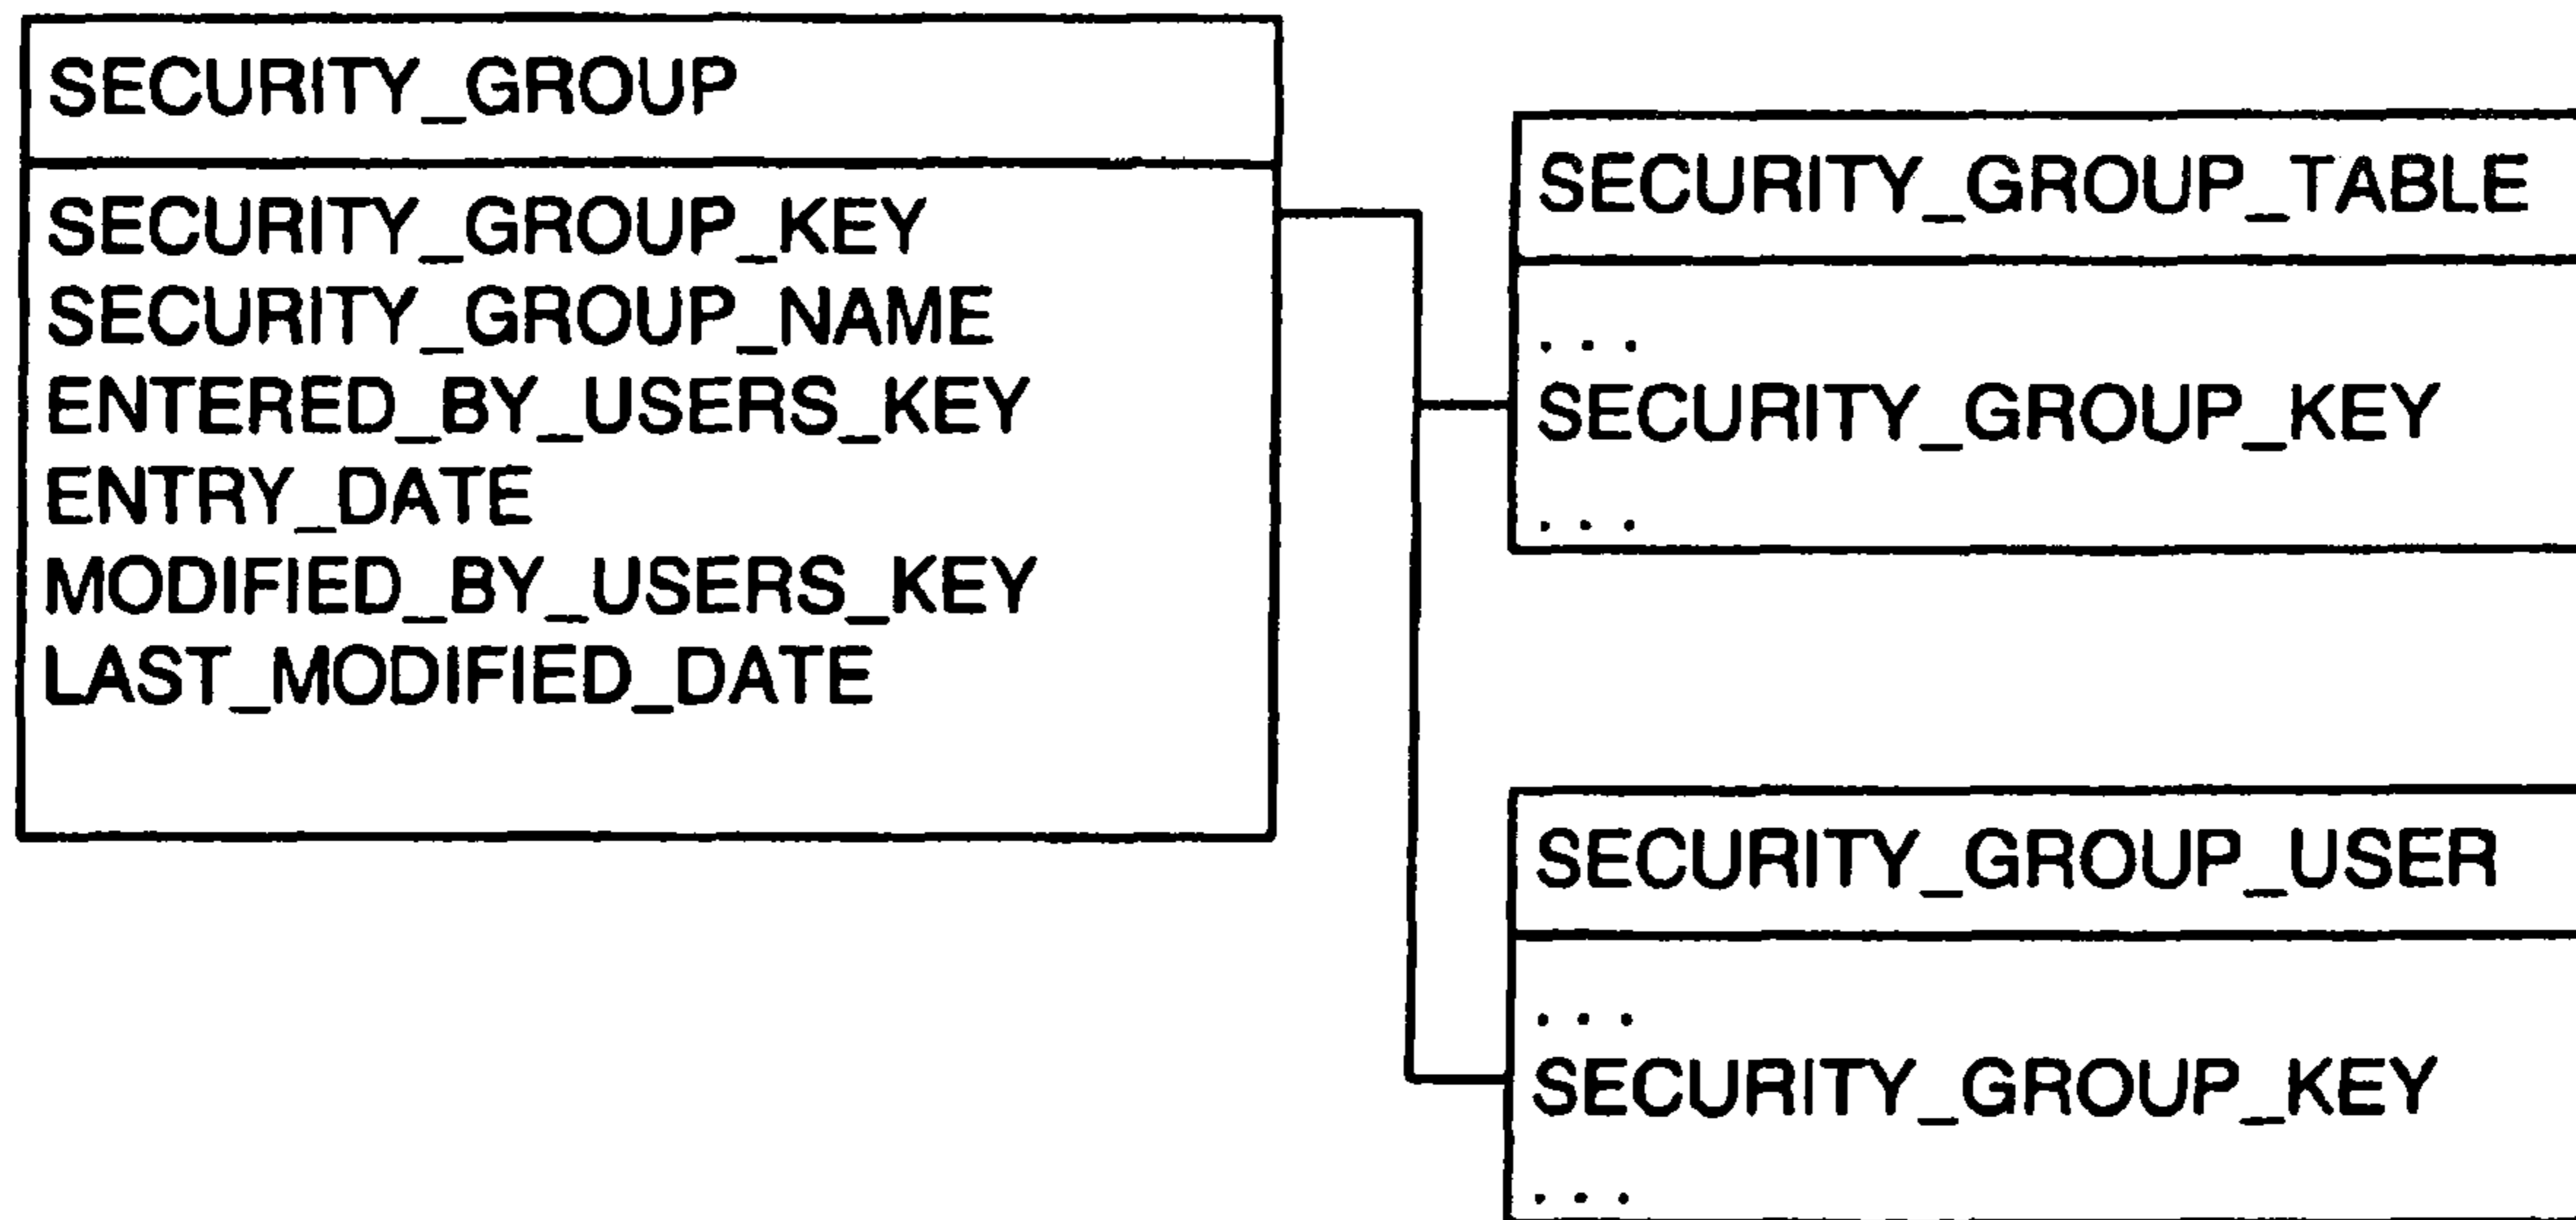 SECURITY_GROUP
SECURITY_GROUP_KEY
SECURITY_GROUP_NAME
ENTERED_BY_USERS_KEY
ENTRY_DATE
MODIFIED_BY_USERS_KEY
LAST_MODIFIED_DATE
SECURITY_GROUP_TABLE
. . .
SECURITY_GROUP_KEY
. . .
SECURITY_GROUP_USER
. . .
SECURITY_GROUP_KEY
. . .